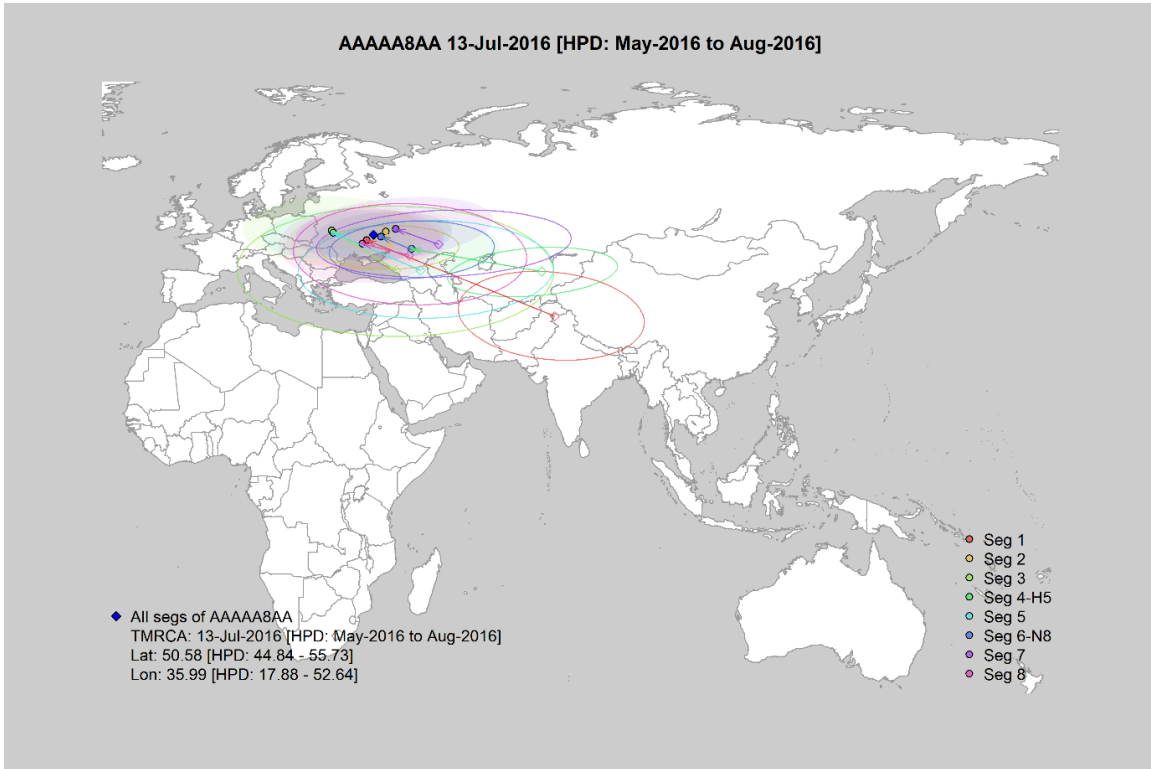 AAAAA8AA 13-Jul-2016 [HPD: May-2016 to Aug-2016]
Seg 1
Seg 2
Seg 3
Seg 4-H5
Seg 5
Seg 6-N8
Seg 7
Seg 8
All segs of AAAAA8AA
TMRCA: 13-Jul-2016 [HPD: May-2016 to Aug-2016]
Lat: 50.58 [HPD: 44.84 - 55.73]
Lon: 35.99 [HPD: 17.88 - 52.64]